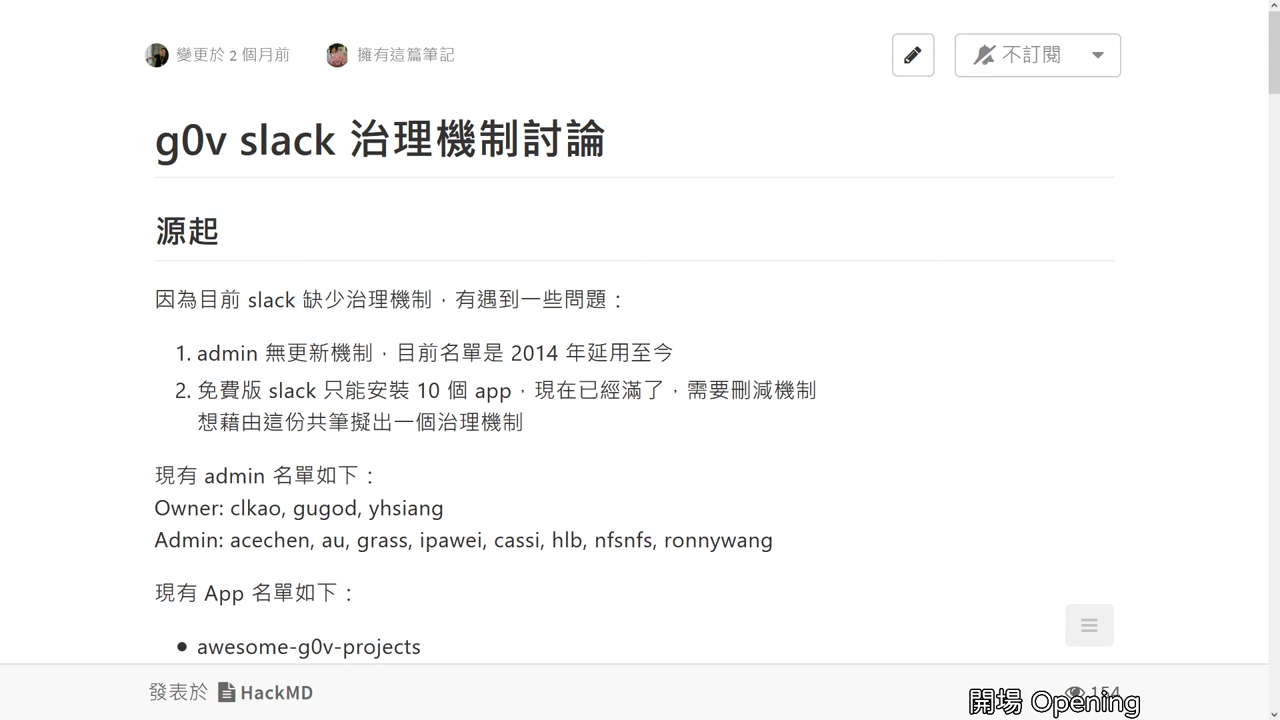 變更於 2 個月前 擁有這篇筆記 不訂閱
g0v slack 治理機制討論
源起
因為目前 slack 缺少治理機制，有遇到一些問題：
1. admin 無更新機制，目前名單是 2014 年延用至今
2. 免費版 slack 只能安裝 10 個 app，現在已經滿了，需要刪減機制
想藉由這份共筆擬出一個治理機制
現有 admin 名單如下：
Owner: clkao, gugod, yhsiang
Admin: acechen, au, grass, ipawei, cassi, hlb, nfsnfs, ronnywang
現有 App 名單如下：
• awesome-g0v-projects
發表於 HackMD 154
開場 Opening